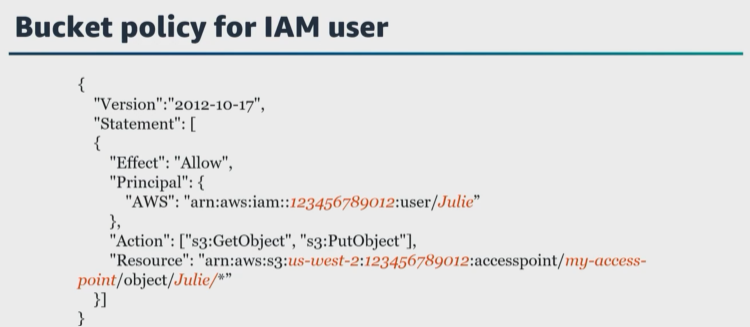 Bucket policy for IAM user
{
"Version":"2012-10-17",
"Statement": [
{
"Effect": "Allow",
"Principal": {
"AWS": "arn:aws:iam::123456789012:user/Julie”
},
"Action": ["s3:GetObject", "s3:PutObject"],
"Resource": "arn:aws:s3:us-west-2:123456789012:accesspoint/my-access-
point/object/Julie/*”
}]
}